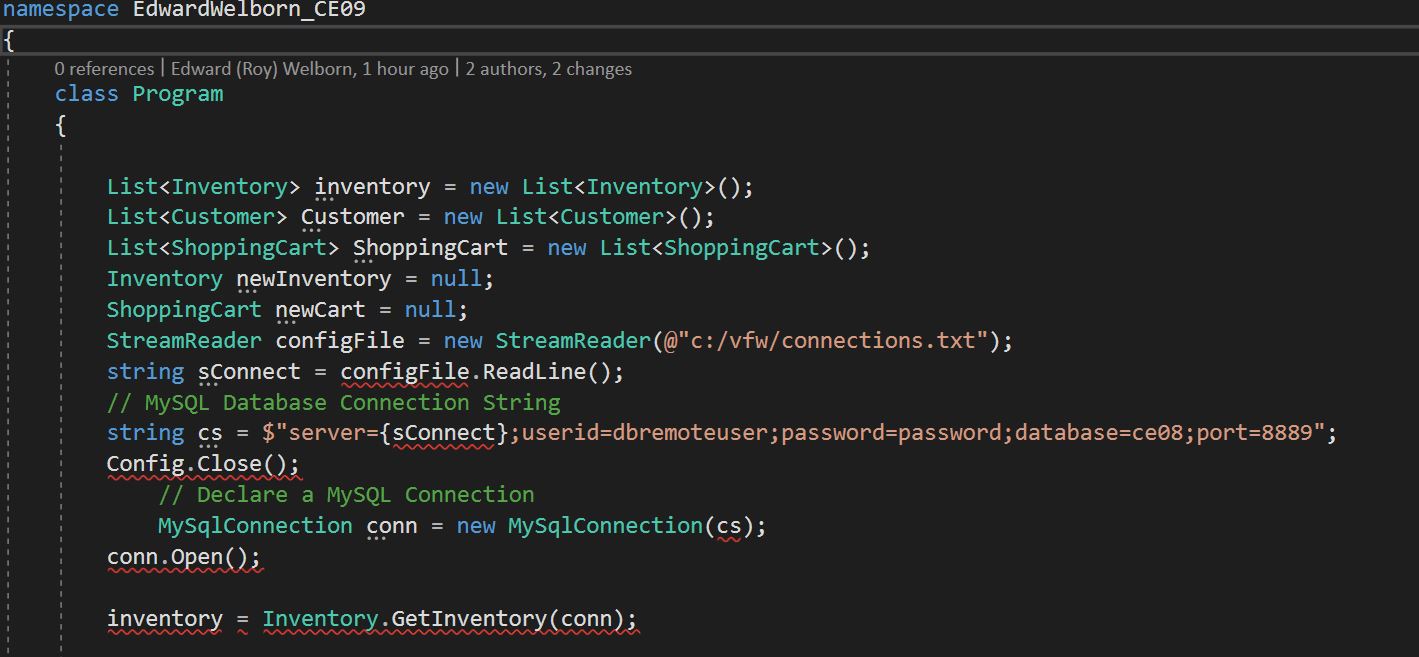 namespace EdwardWelborn_CE09
{
0 references | Edward (Roy) Welborn, 1 hour ago | 2 authors, 2 changes
class Program
{
List<Inventory> inventory = new List<Inventory>();
List<Customer> Customer = new List<Customer>();
List<ShoppingCart> ShoppingCart = new List<ShoppingCart>();
Inventory newInventory = null;
ShoppingCart newCart = null;
StreamReader configFile = new StreamReader(@"c:/vfw/connections.txt");
string sConnect = configFile.ReadLine();
// MySQL Database Connection String
string cs = $"server={sConnect};userid=dbremoteuser;password=password;database=ce08;port=8889";
Config.Close();
// Declare a MySQL Connection
MySqlConnection conn = new MySqlConnection(cs);
conn.Open();
inventory = Inventory.GetInventory(conn);